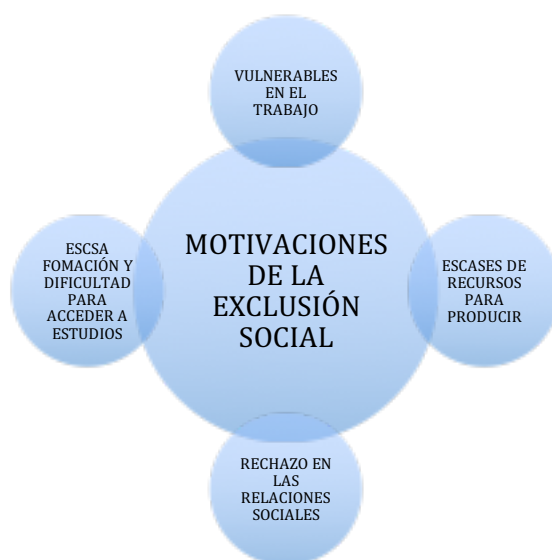 VULNERABLES
EN EL
TRABAJO
MOTIVACIONES
DE LA
EXCLUSIÓN
SOCIAL
ESCSA
FOMACIÓN Y
DIFICULTAD
PARA
ACCEDER A
ESTUDIOS
ESCASES DE
RECURSOS
PARA
PRODUCIR
RECHAZO EN
LAS
RELACIONES
SOCIALES